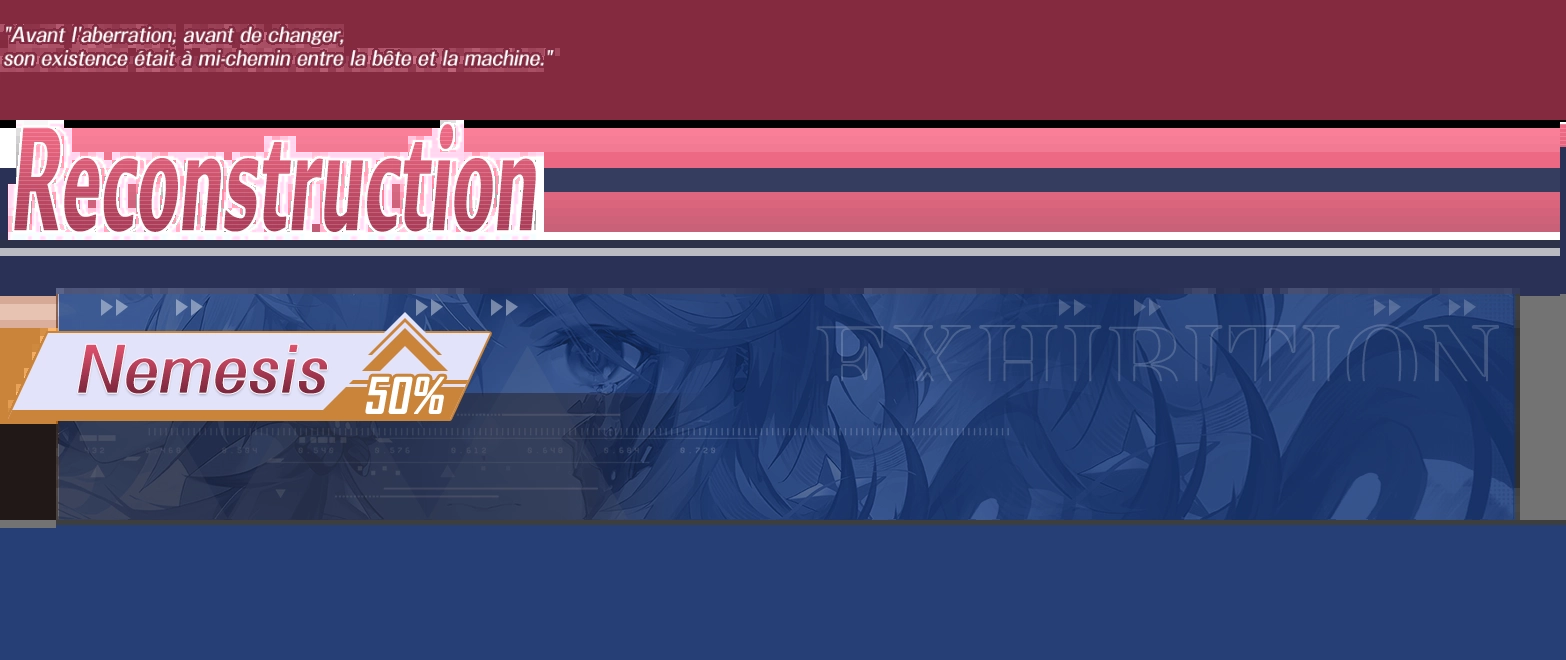 "Avant l'aberration, avant de changer,
son existence était à mi-chemin entre la bête et la machine."
Reconstruction
Nemesis
50%
EXHIBITION